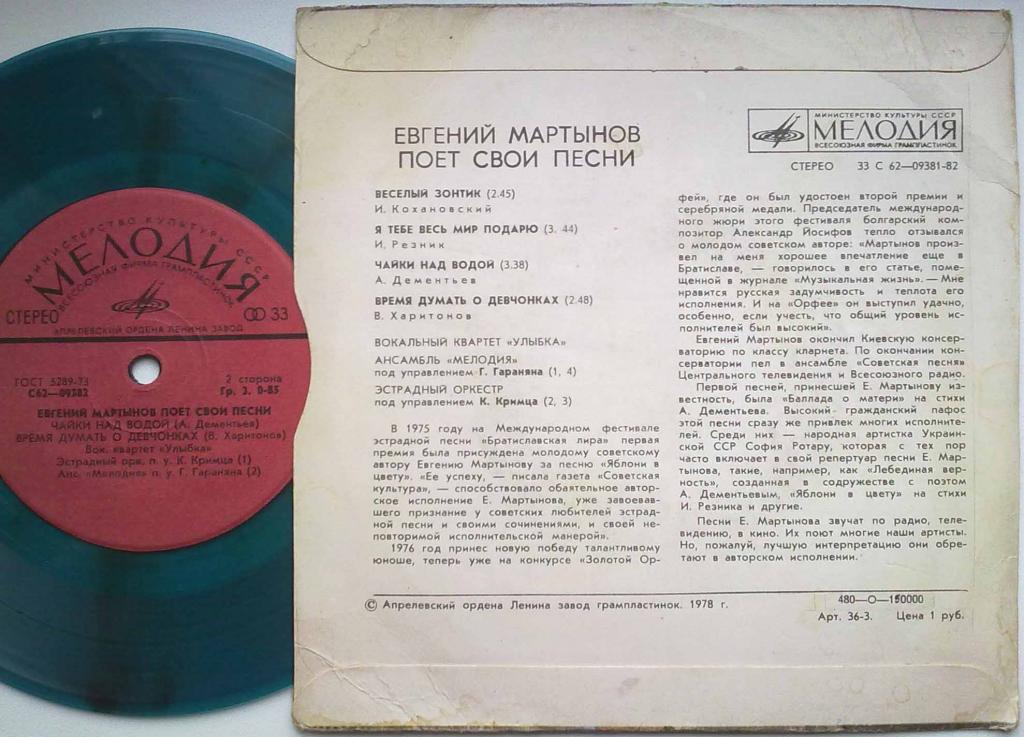 МИНИСТЕРСТВО КУЛЬТУРЫ СССР
МЕЛОДИЯ
ВСЕСОЮЗНАЯ ФИРМА ГРАМПЛАСТИНОК
СТЕРЕО 33
АПРЕЛЕВСКИЙ ОРДЕНА ЛЕНИНА ЗАВОД
ГОСТ 5289-73
С62—09382
2 сторона
Гр. 3. 0-85
ЕВГЕНИЙ МАРТЫНОВ ПОЕТ СВОИ ПЕСНИ
ЧАЙКИ НАД ВОДОЙ (А. Дементьев)
ВРЕМЯ ДУМАТЬ О ДЕВЧОНКАХ (В. Харитонов)
Вок. квартет «Улыбка»
Эстрадный орк. п. у. К. Кримца (1)
Анс. «Мелодия» п. у. Г. Гараняна (2)
ЕВГЕНИЙ МАРТЫНОВ
ПОЕТ СВОИ ПЕСНИ
МИНИСТЕРСТВО КУЛЬТУРЫ СССР
МЕЛОДИЯ
ВСЕСОЮЗНАЯ ФИРМА ГРАМПЛАСТИНОК
СТЕРЕО 33 С 62—09381-82
ВЕСЕЛЫЙ ЗОНТИК (2.45)
И. Кохановский
Я ТЕБЕ ВЕСЬ МИР ПОДАРЮ (3. 44)
И. Резник
ЧАЙКИ НАД ВОДОЙ (3.38)
А. Дементьев
ВРЕМЯ ДУМАТЬ О ДЕВЧОНКАХ (2.48)
В. Харитонов
ВОКАЛЬНЫЙ КВАРТЕТ «УЛЫБКА»
АНСАМБЛЬ «МЕЛОДИЯ»
под управлением Г. Гараняна (1, 4)
ЭСТРАДНЫЙ ОРКЕСТР
под управлением К. Кримца (2, 3)
В 1975 году на Международном фестивале
эстрадной песни «Братиславская лира» первая
премия была присуждена молодому советскому
автору Евгению Мартынову за песню «Яблони в
цвету». «Ее успеху, — писала газета «Советская
культура», — способствовало обаятельное автор-
ское исполнение Е. Мартынова, уже завоевав-
шего признание у советских любителей эстрад-
ной песни и своими сочинениями, и своей не-
повторимой исполнительской манерой».
1976 год принес новую победу талантливому
юноше, теперь уже на конкурсе «Золотой Ор-
фей», где он был удостоен второй премии и
серебряной медали. Председатель международ-
ного жюри этого фестиваля болгарский ком-
позитор Александр Йосифов тепло отзывался
о молодом советском авторе: «Мартынов произ-
вел на меня хорошее впечатление еще в
Братиславе, — говорилось в его статье, поме-
щенной в журнале «Музыкальная жизнь». — Мне
нравится русская задумчивость и теплота его
исполнения. И на «Орфее» он выступил удачно,
особенно, если учесть, что общий уровень ис-
полнителей был высокий».
Евгений Мартынов окончил Киевскую консер-
ваторию по классу кларнета. По окончании кон-
серватории пел в ансамбле «Советская песня»
Центрального телевидения и Всесоюзного радио.
Первой песней, принесшей Е. Мартынову из-
вестность, была «Баллада о матери» на стихи
А. Дементьева. Высокий гражданский пафос
этой песни сразу же привлек многих исполните-
лей. Среди них — народная артистка Украин-
ской ССР София Ротару, которая с тех пор
часто включает в свой репертуар песни Е. Мар-
тынова, такие, например, как «Лебединая вер-
ность», созданная в содружестве с поэтом
А. Дементьевым, «Яблони в цвету» на стихи
И. Резника и другие.
Песни Е. Мартынова звучат по радио, теле-
видению, в кино. Их поют многие наши артисты.
Но, пожалуй, лучшую интерпретацию они обре-
тают в авторском исполнении.
480—О—150000
© Апрелевский ордена Ленина завод грампластинок. 1978 г.
Арт. 36-3. Цена 1 руб.